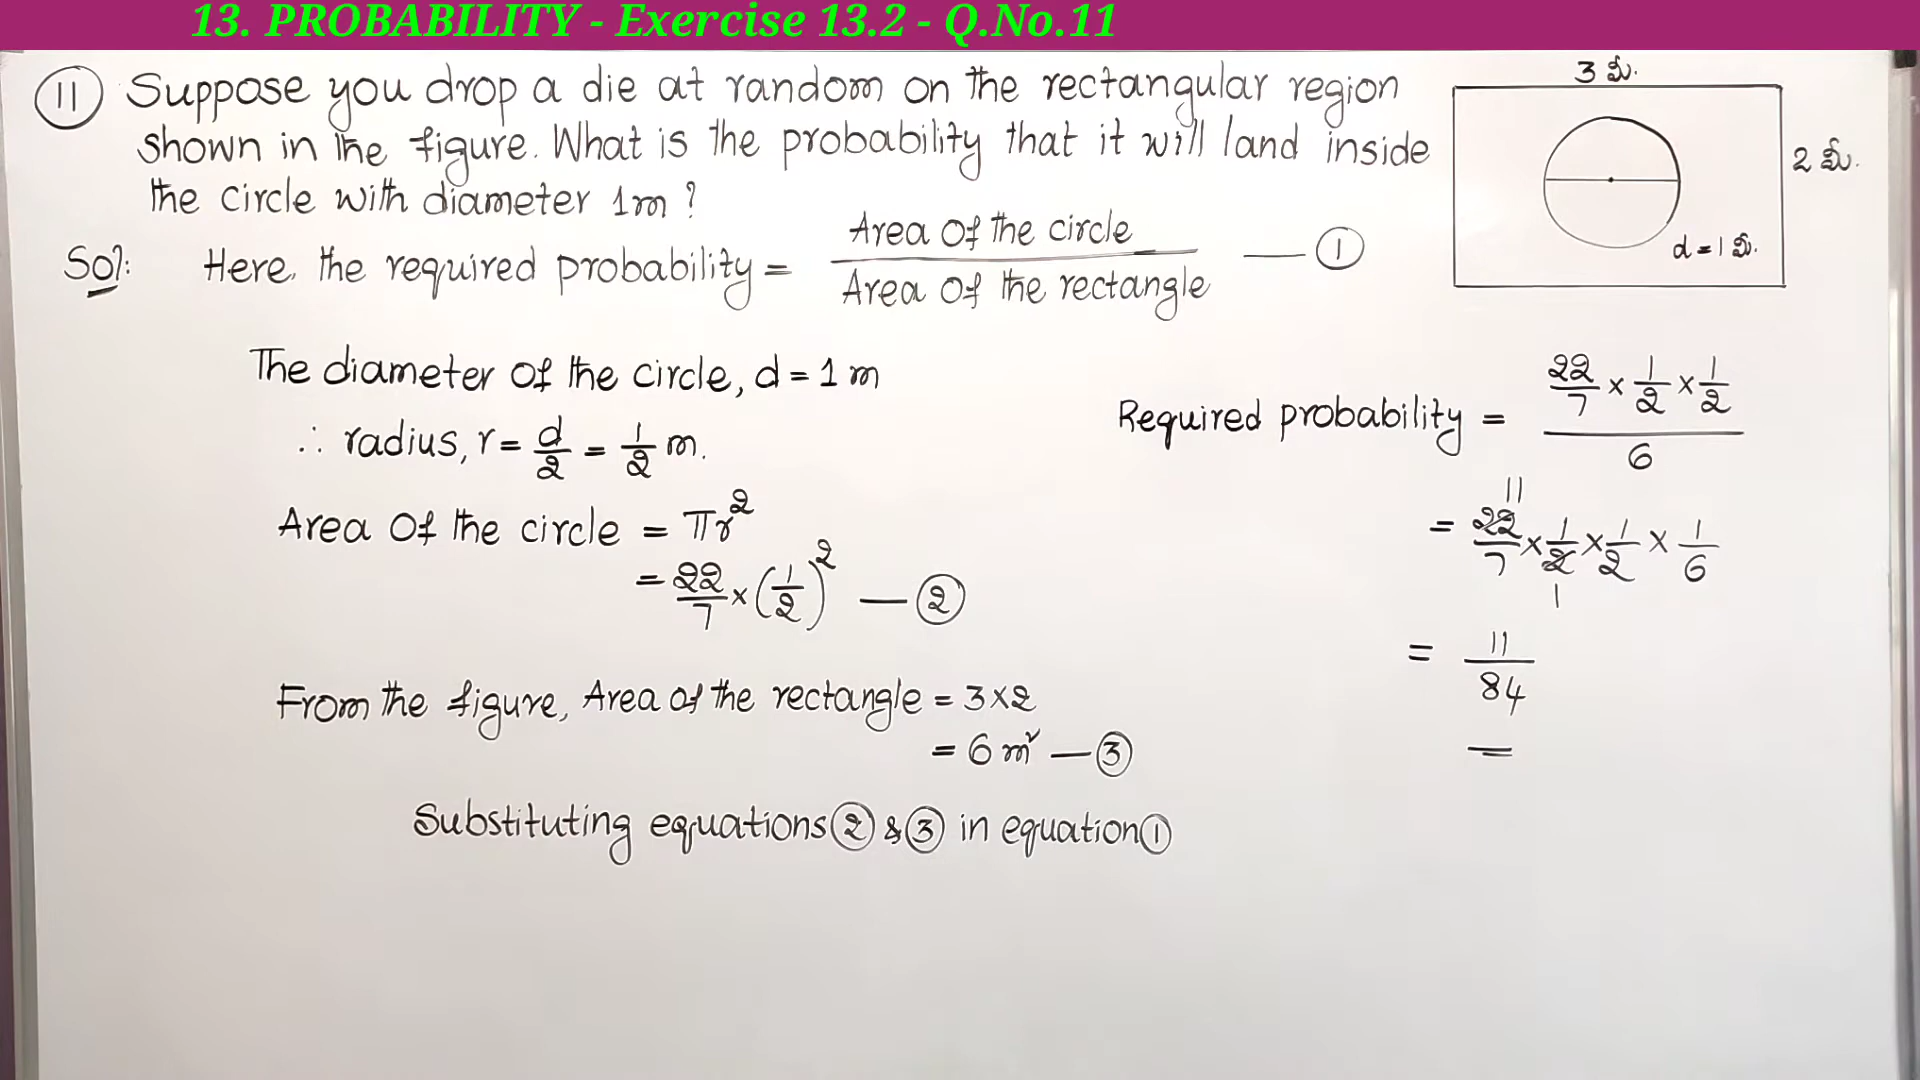 13. PROBABILITY - Exercise 13.2 - Q.No.11
11 Suppose you drop a die at random on the rectangular region
shown in the figure. What is the probability that it will land inside
the circle with diameter 1m ?
3 మీ.
2 మీ.
d = 1 మీ.
Sol: Here, the required probability = Area of the circle / Area of the rectangle — ①
The diameter of the circle, d = 1 m
∴ radius, r = d/2 = 1/2 m.
Area of the circle = πr²
= 22/7 × (1/2)² — ②
From the figure, Area of the rectangle = 3×2
= 6 m² — ③
Substituting equations ② & ③ in equation ①
Required probability = (22/7 × 1/2 × 1/2) / 6
11
= 22/7 × 1/2 × 1/2 × 1/6
1
= 11/84